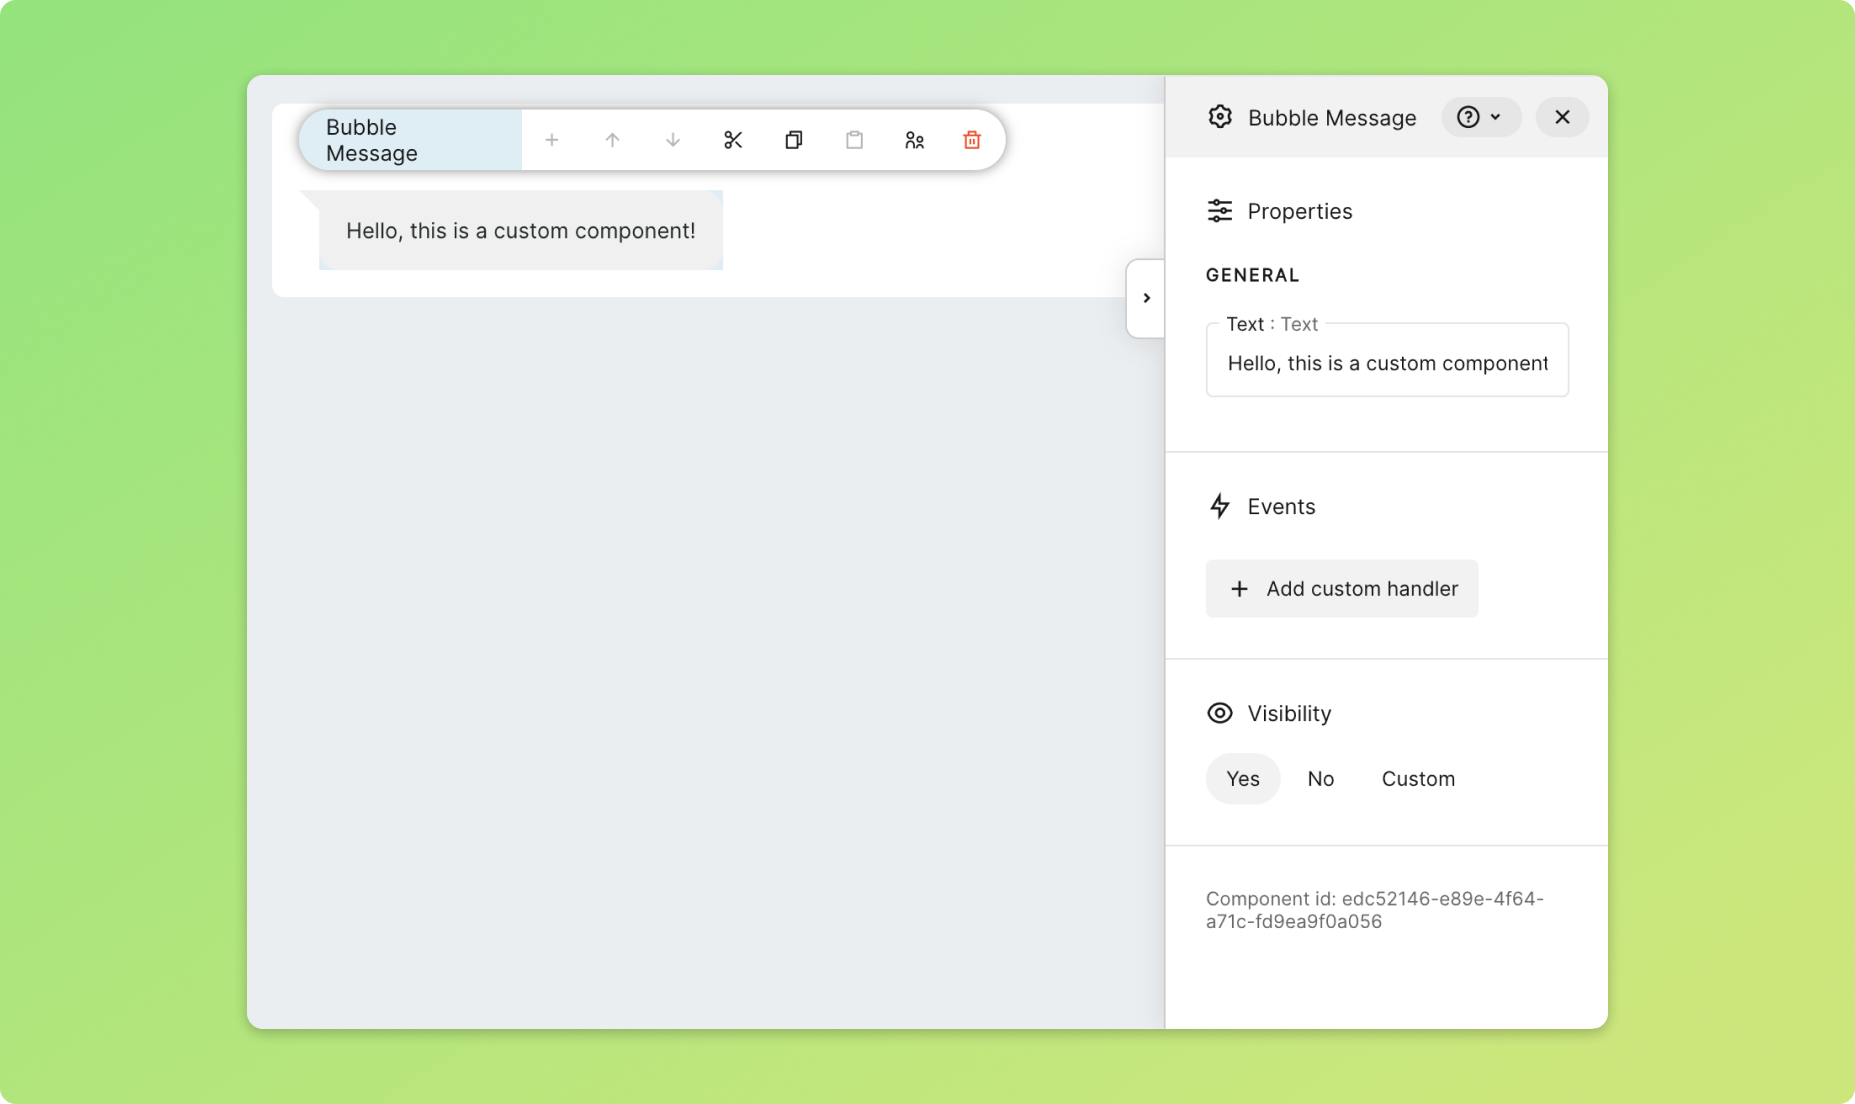 Bubble
Message
Hello, this is a custom component!
Bubble Message
Properties
GENERAL
Text : Text
Hello, this is a custom component
Events
Add custom handler
Visibility
Yes
No
Custom
Component id: edc52146-e89e-4f64-
a71c-fd9ea9f0a056